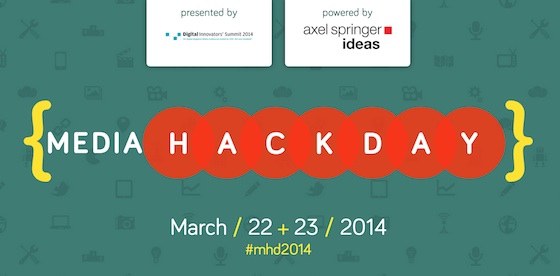 presented by
Digital Innovators' Summit 2014
powered by
axel springer
ideas
{MEDIA HACKDAY}
March / 22 + 23 / 2014
#mhd2014